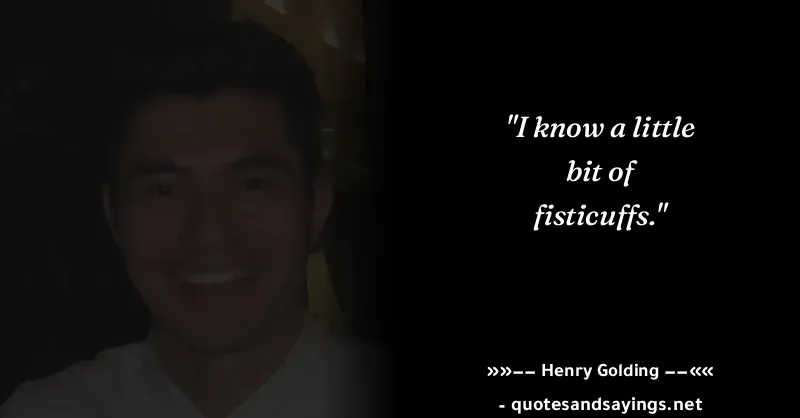 "I know a little
bit of
fisticuffs."
»»–– Henry Golding ––««
- quotesandsayings.net